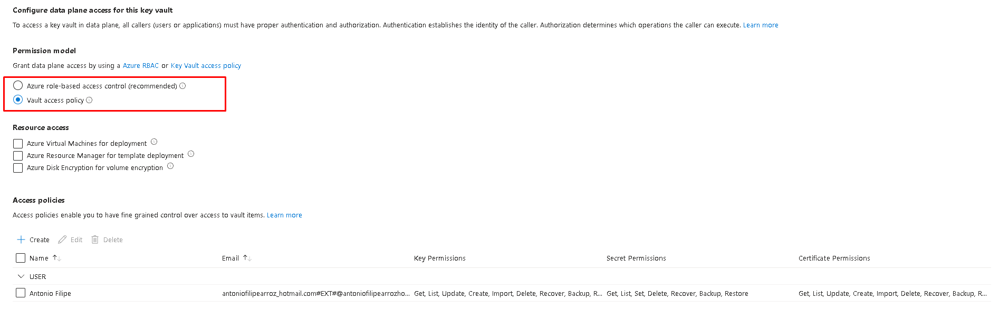 Configure data plane access for this key vault
To access a key vault in data plane, all callers (users or applications) must have proper authentication and authorization. Authentication establishes the identity of the caller. Authorization determines which operations the caller can execute. Learn more
Permission model
Grant data plane access by using a Azure RBAC or Key Vault access policy
Azure role-based access control (recommended)
Vault access policy
Resource access
Azure Virtual Machines for deployment
Azure Resource Manager for template deployment
Azure Disk Encryption for volume encryption
Access policies
Access policies enable you to have fine grained control over access to vault items. Learn more
Create Edit Delete
Name Email Key Permissions Secret Permissions Certificate Permissions
USER
Antonio Filipe antoniofilipearroz_hotmail.com#EXT#@antoniofilipearrozho... Get, List, Update, Create, Import, Delete, Recover, Backup, R... Get, List, Set, Delete, Recover, Backup, Restore Get, List, Update, Create, Import, Delete, Recover, Backup, R...